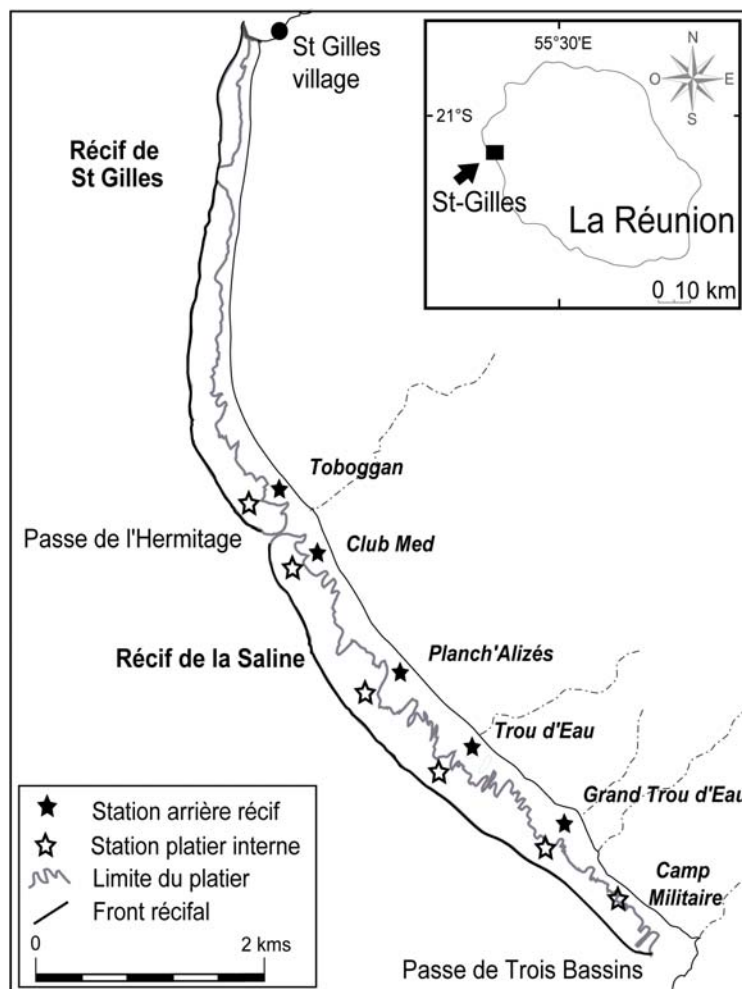 St Gilles
village
Récif de
St Gilles
55°30'E
N
O
E
S
21°S
St-Gilles
La Réunion
0 10 km
Toboggan
Passe de l'Hermitage
Club Med
Récif de la Saline
Planch'Alizés
Trou d'Eau
Grand Trou d'Eau
Camp
Militaire
Passe de Trois Bassins
Station arrière récif
Station platier interne
Limite du platier
Front récifal
0
2 kms